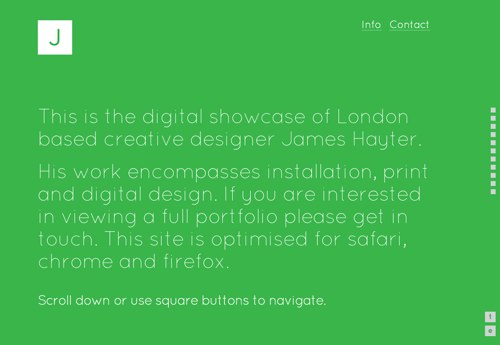 J
Info Contact
This is the digital showcase of London
based creative designer James Hayter.
His work encompasses installation, print
and digital design. If you are interested
in viewing a full portfolio please get in
touch. This site is optimised for safari,
chrome and firefox.
Scroll down or use square buttons to navigate.